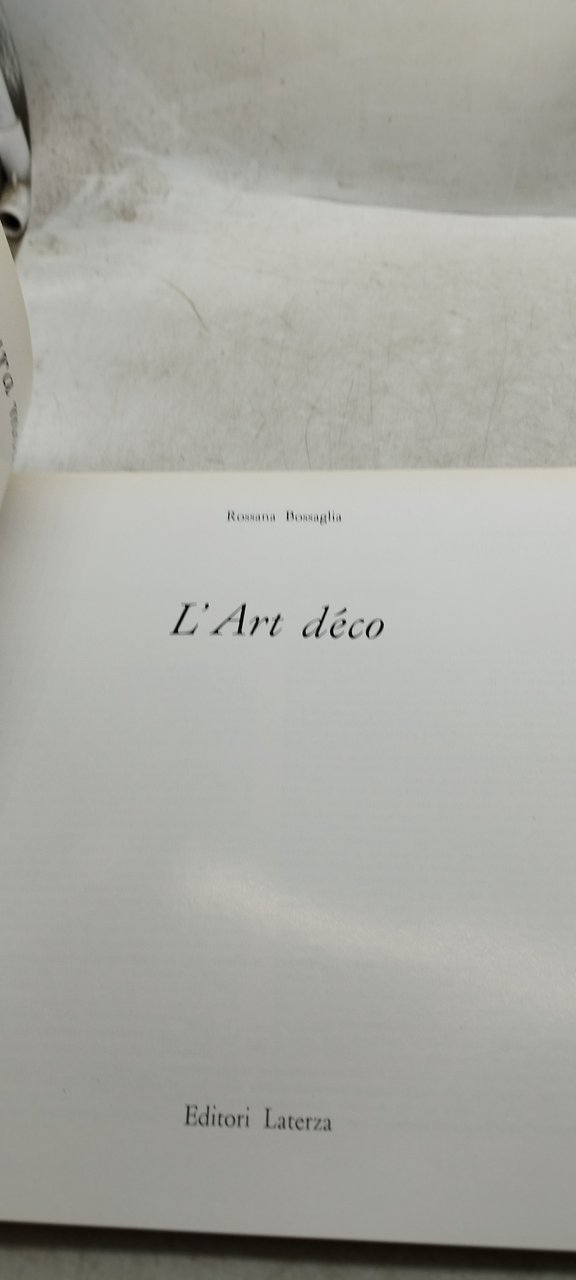 Rossana Bossaglia
L'Art déco
Editori Laterza